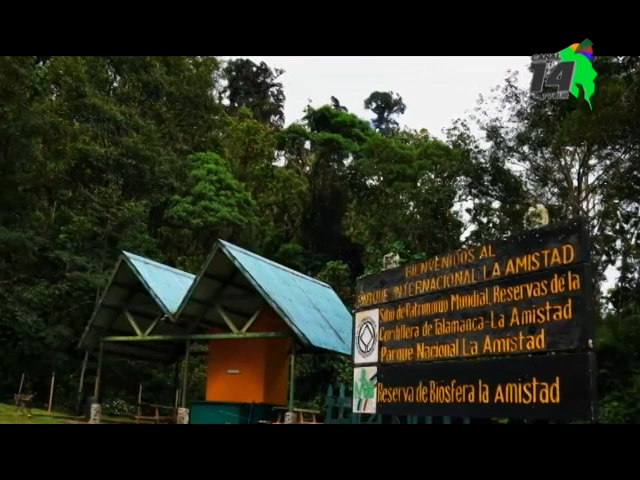 CANAL
14
BIENVENIDOS AL
PARQUE INTERNACIONAL LA AMISTAD
Sitio de Patrimonio Mundial, Reservas de la
Cordillera de Talamanca-La Amistad
Parque Nacional La Amistad
Reserva de Biosfera la Amistad